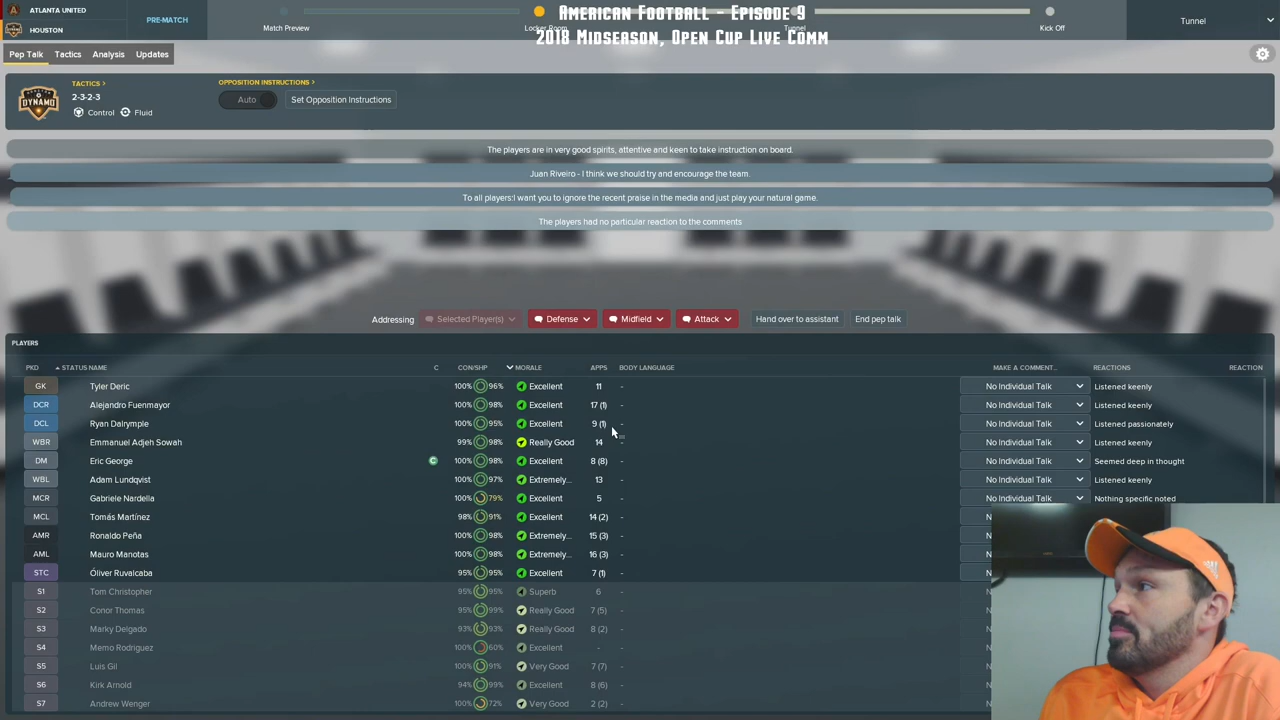 ATLANTA UNITED
HOUSTON
PRE-MATCH
Match Preview
Locker Room
Tunnel
Kick Off
Tunnel
American Football - Episode 9
2018 Midseason, Open Cup Live Comm
Pep Talk Tactics Analysis Updates
DYNAMO
TACTICS >
2-3-2-3
Control Fluid
OPPOSITION INSTRUCTIONS >
Auto Set Opposition Instructions
The players are in very good spirits, attentive and keen to take instruction on board.
Juan Riveiro - I think we should try and encourage the team.
To all players:I want you to ignore the recent praise in the media and just play your natural game.
The players had no particular reaction to the comments
Addressing Selected Player(s) Defense Midfield Attack Hand over to assistant End pep talk
PLAYERS
PKD STATUS NAME C CON/SHP MORALE APPS BODY LANGUAGE MAKE A COMMENT... REACTIONS REACTION
GK Tyler Deric 100% 96% Excellent 11 - No Individual Talk Listened keenly
DCR Alejandro Fuenmayor 100% 98% Excellent 17 (1) - No Individual Talk Listened keenly
DCL Ryan Dalrymple 100% 95% Excellent 9 (1) - No Individual Talk Listened passionately
WBR Emmanuel Adjeh Sowah 99% 98% Really Good 14 - No Individual Talk Listened keenly
DM Eric George C 100% 98% Excellent 8 (8) - No Individual Talk Seemed deep in thought
WBL Adam Lundqvist 100% 97% Extremely... 13 - No Individual Talk Listened keenly
MCR Gabriele Nardella 100% 79% Excellent 5 - No Individual Talk Nothing specific noted
MCL Tomás Martínez 98% 91% Excellent 14 (2) - N
AMR Ronaldo Peña 100% 98% Extremely... 15 (3) - N
AML Mauro Manotas 100% 98% Extremely... 16 (3) - N
STC Óliver Ruvalcaba 95% 95% Excellent 7 (1) - N
S1 Tom Christopher 95% 95% Superb 6 - N
S2 Conor Thomas 95% 99% Really Good 7 (5) - N
S3 Marky Delgado 93% 93% Really Good 8 (2) - N
S4 Memo Rodriguez 100% 60% Excellent - - N
S5 Luis Gil 100% 91% Very Good 7 (7) - N
S6 Kirk Arnold 94% 99% Excellent 8 (6) - N
S7 Andrew Wenger 100% 72% Very Good 2 (2) - N